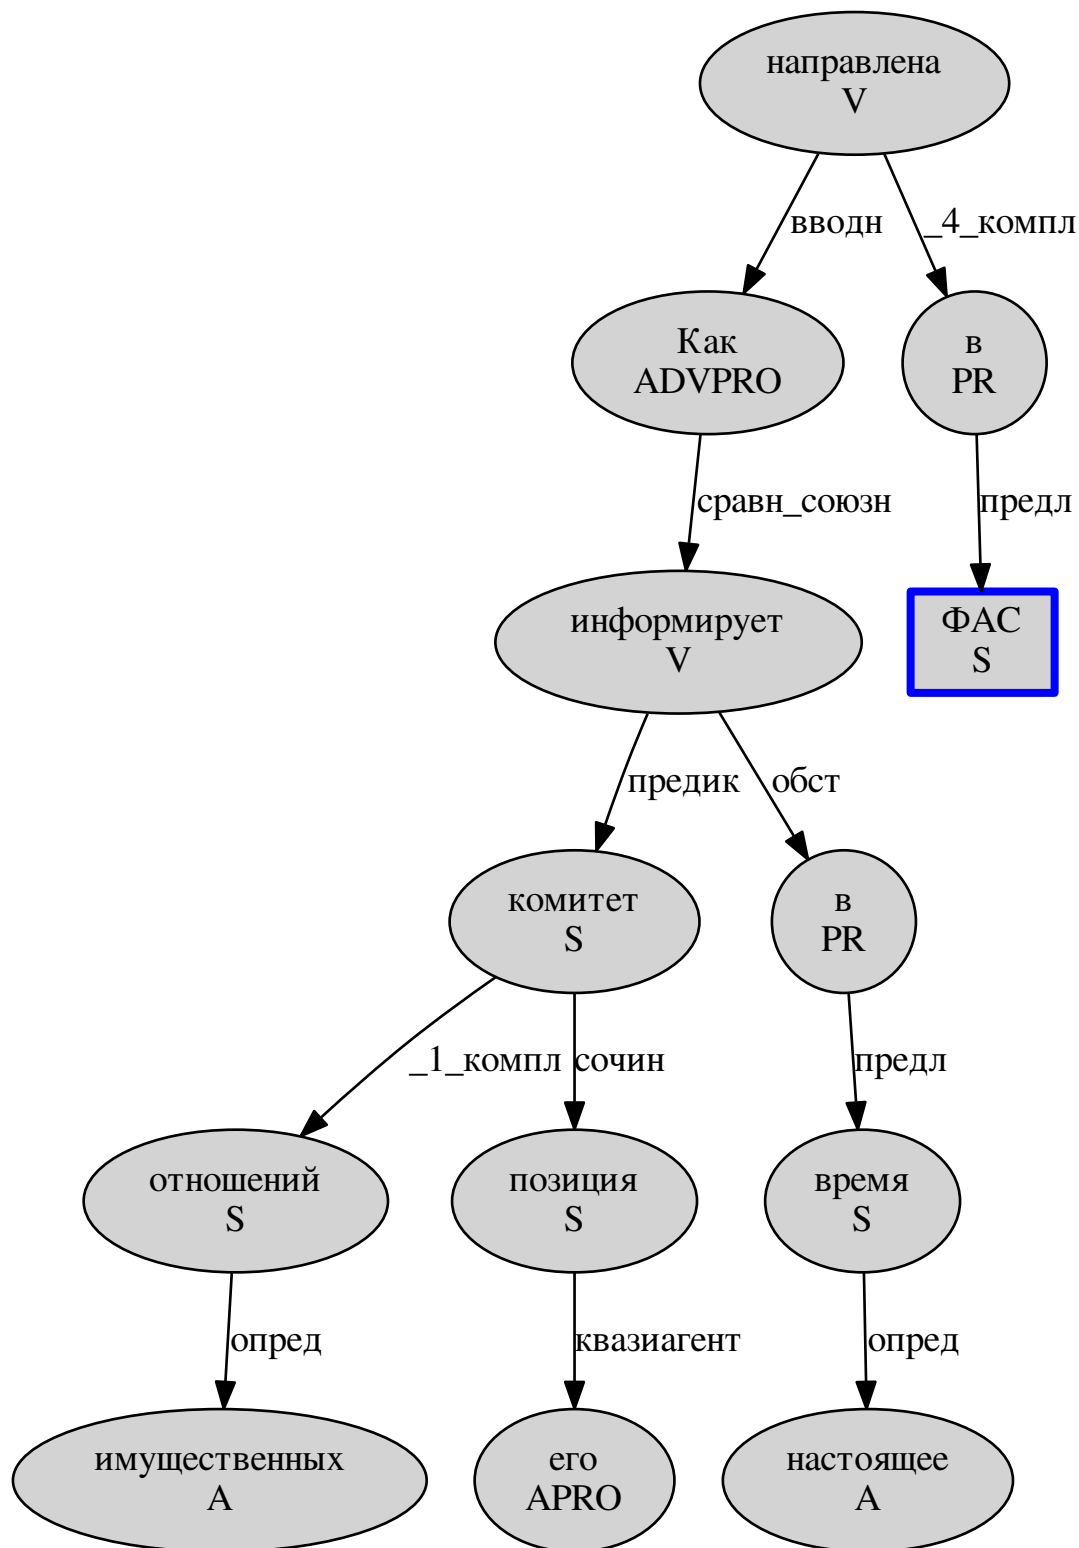 направлена
V
вводн
_4_компл
Как
ADVPRO
в
PR
сравн_союзн
предл
информирует
V
ФАС
S
предик
обст
комитет
S
в
PR
_1_компл
сочин
предл
отношений
S
позиция
S
время
S
опред
квазиагент
опред
имущественных
A
его
APRO
настоящее
A